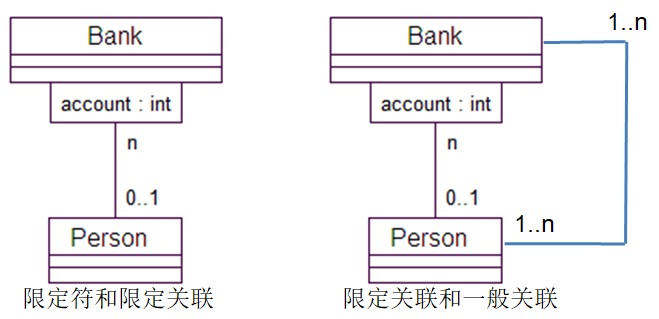 Bank
account : int
n
0..1
Person
限定符和限定关联
1..n
Bank
account : int
n
0..1
1..n
Person
限定关联和一般关联